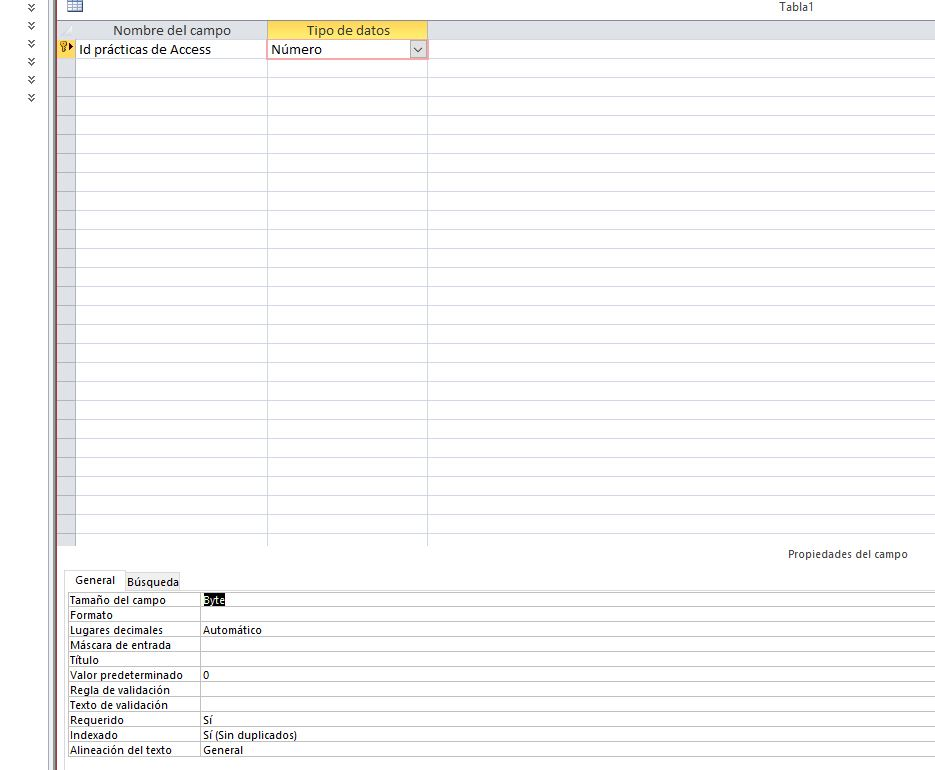 Tabla1
Nombre del campo Tipo de datos
Id prácticas de Access Número
Propiedades del campo
General Búsqueda
Tamaño del campo Byte
Formato
Lugares decimales Automático
Máscara de entrada
Título
Valor predeterminado 0
Regla de validación
Texto de validación
Requerido Sí
Indexado Sí (Sin duplicados)
Alineación del texto General